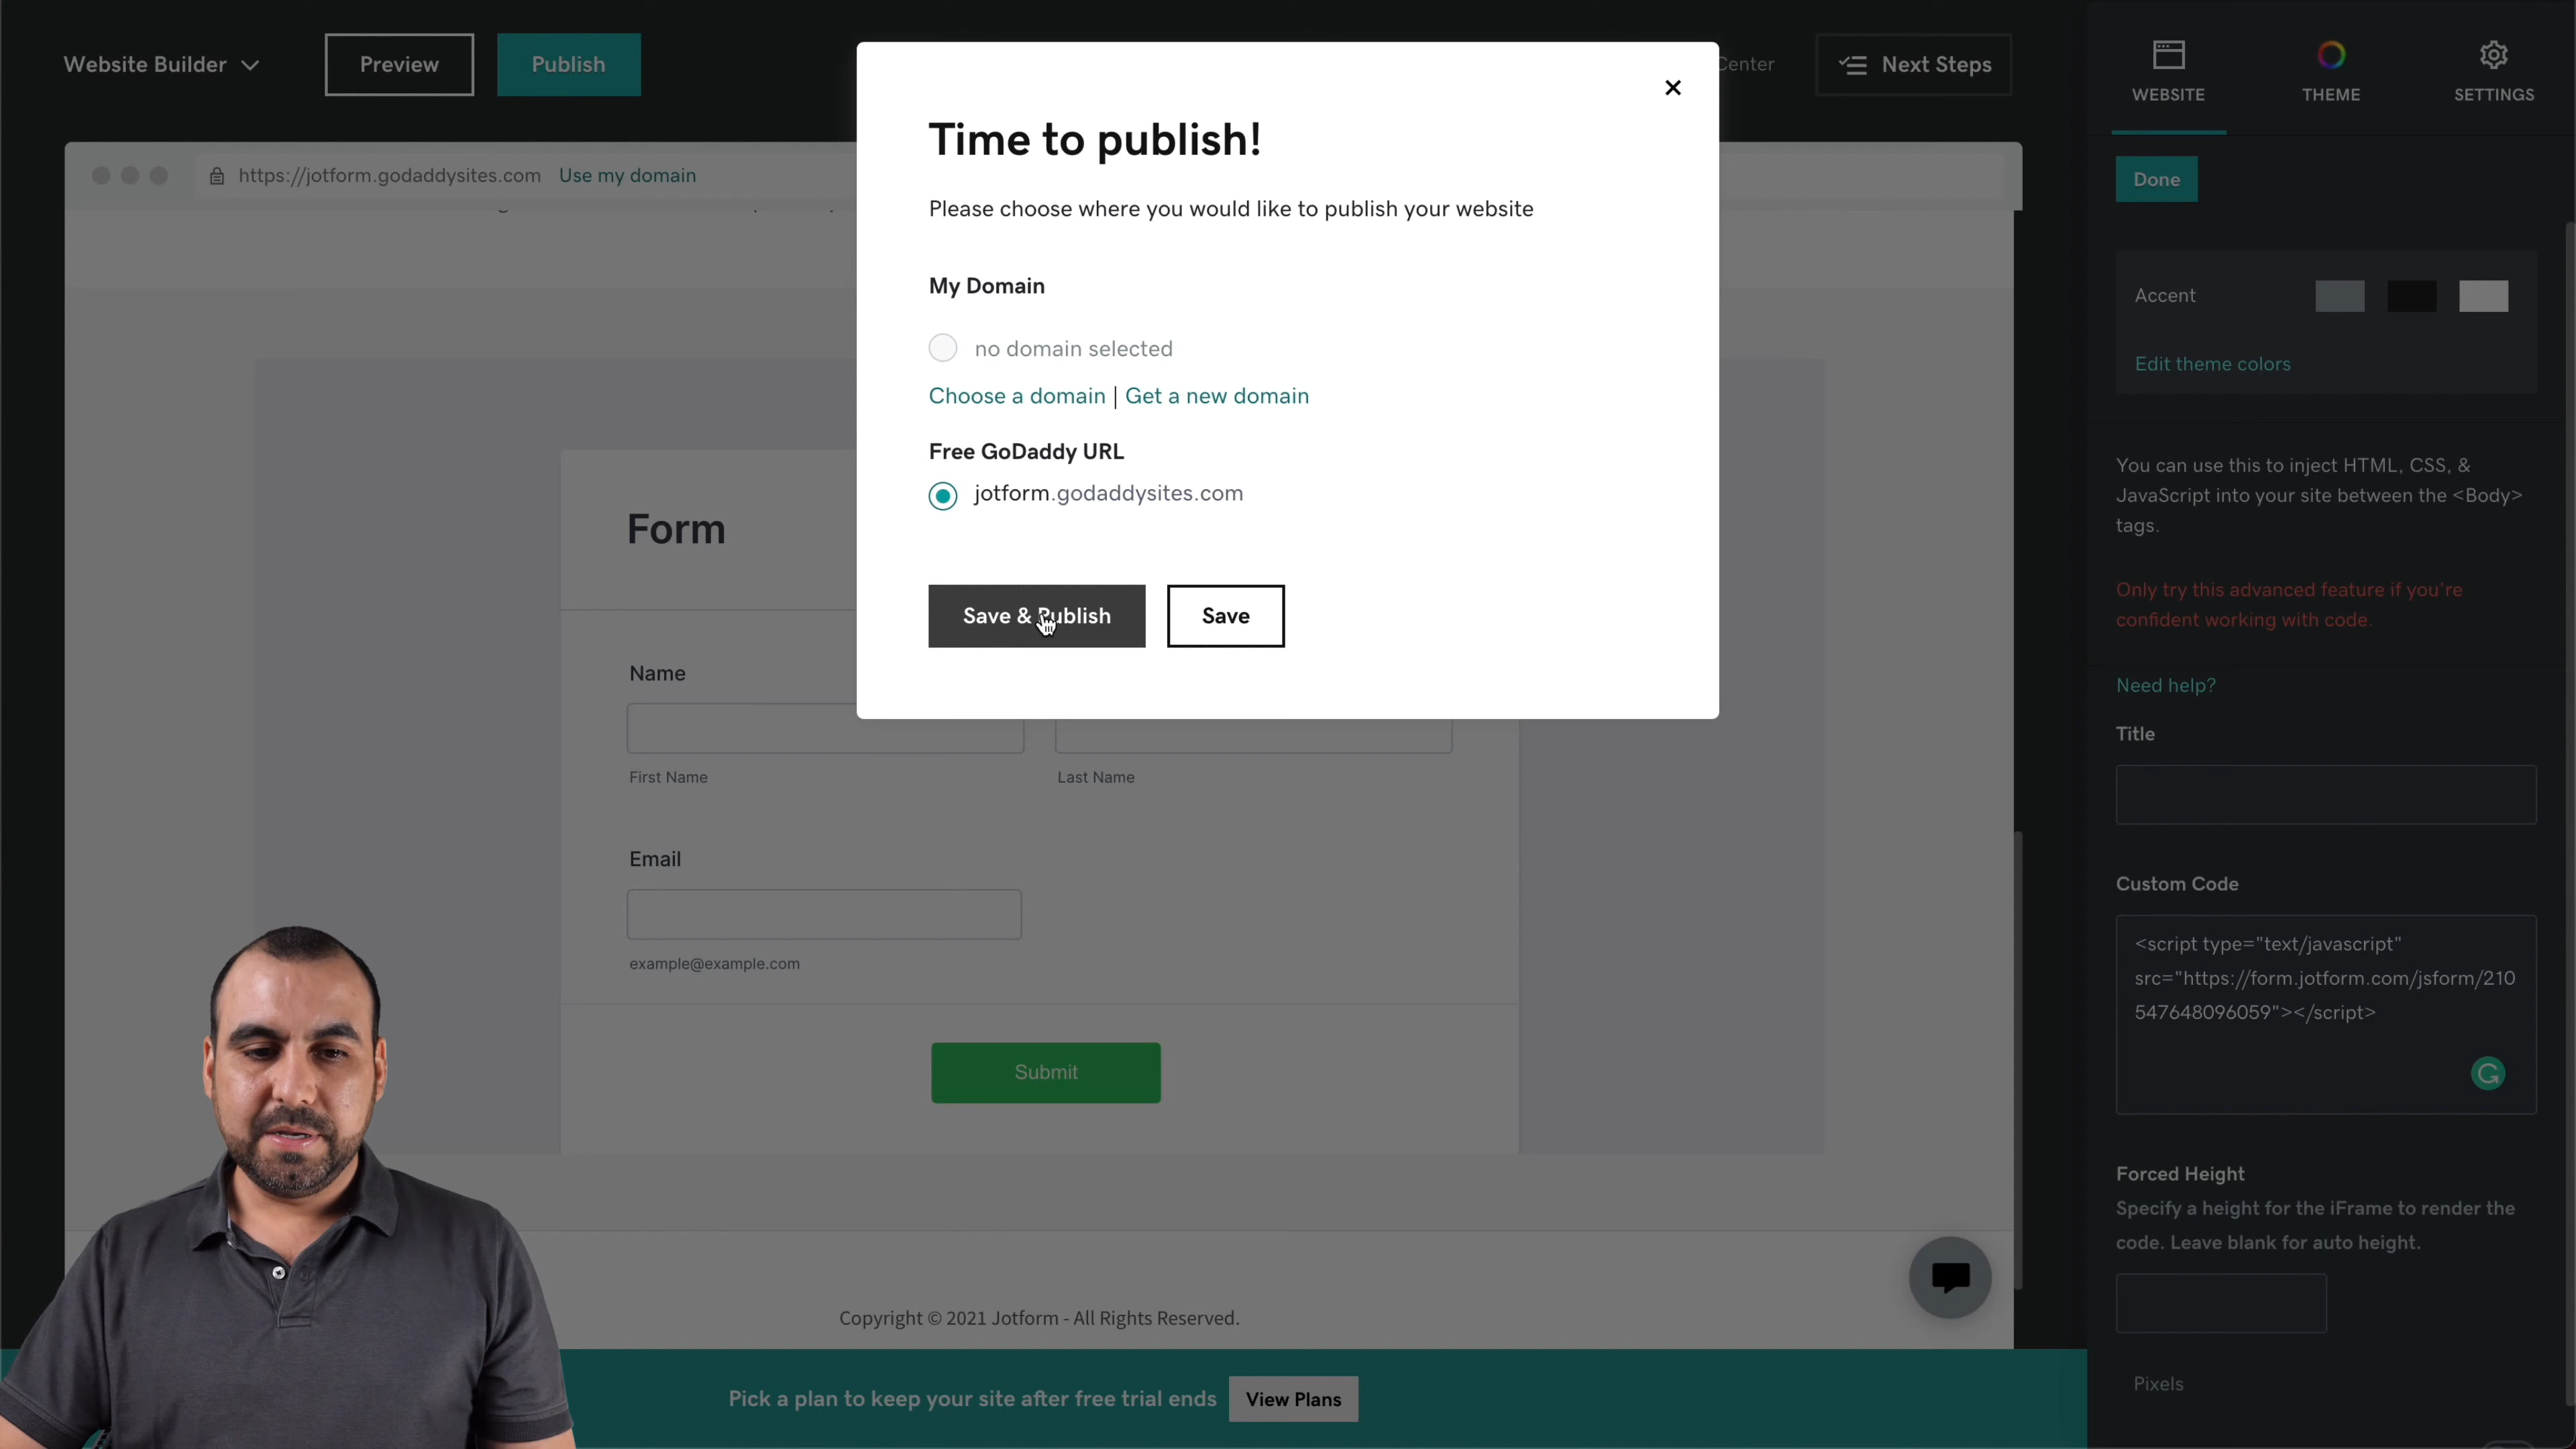 Website Builder
Preview
Publish
Center
Next Steps
WEBSITE
THEME
SETTINGS
https://jotform.godaddysites.com Use my domain
Time to publish!
Please choose where you would like to publish your website
My Domain
no domain selected
Choose a domain | Get a new domain
Free GoDaddy URL
jotform.godaddysites.com
Save & Publish
Save
Form
Name
First Name
Last Name
Email
example@example.com
Submit
Copyright © 2021 Jotform - All Rights Reserved.
Pick a plan to keep your site after free trial ends
View Plans
Done
Accent
Edit theme colors
You can use this to inject HTML, CSS, &
JavaScript into your site between the <Body>
tags.
Only try this advanced feature if you're
confident working with code.
Need help?
Title
Custom Code
<script type="text/javascript"
src="https://form.jotform.com/jsform/210
547648096059"></script>
Forced Height
Specify a height for the iFrame to render the
code. Leave blank for auto height.
Pixels